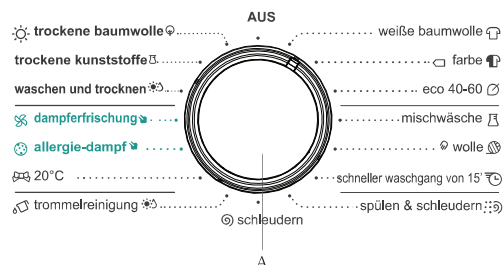 AUS
trockene baumwolle
trockene kunststoffe
waschen und trocknen
dampferfrischung
allergie-dampf
20°C
trommelreinigung
weiße baumwolle
farbe
eco 40-60
mischwäsche
wolle
schneller waschgang von 15'
spülen & schleudern
schleudern
A